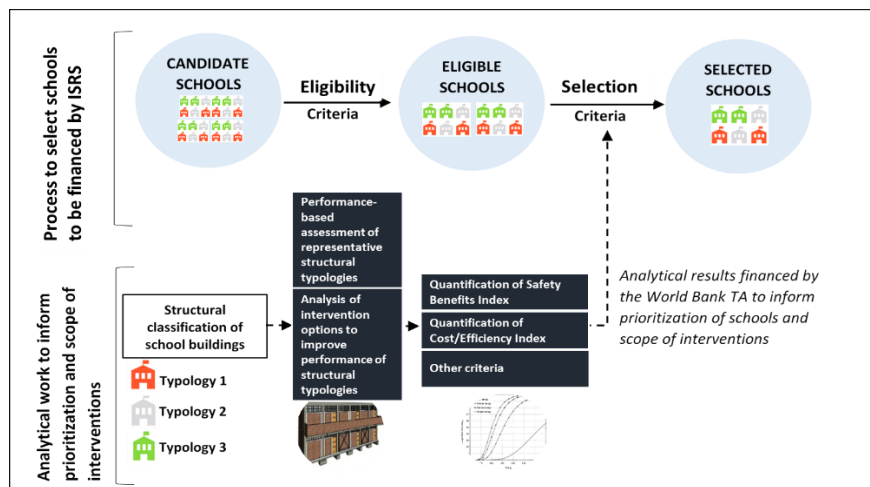 Process to select schools
to be financed by ISRS
CANDIDATE
SCHOOLS
Eligibility
Criteria
ELIGIBLE
SCHOOLS
Selection
Criteria
SELECTED
SCHOOLS
Analytical work to inform
prioritization and scope of
interventions
Structural
classification of
school buildings
Typology 1
Typology 2
Typology 3
Performance-
based
assessment of
representative
structural
typologies
Analysis of
intervention
options to
improve
performance of
structural
typologies
Quantification of Safety
Benefits Index
Quantification of
Cost/Efficiency Index
Other criteria
Analytical results financed by
the World Bank TA to inform
prioritization of schools and
scope of interventions